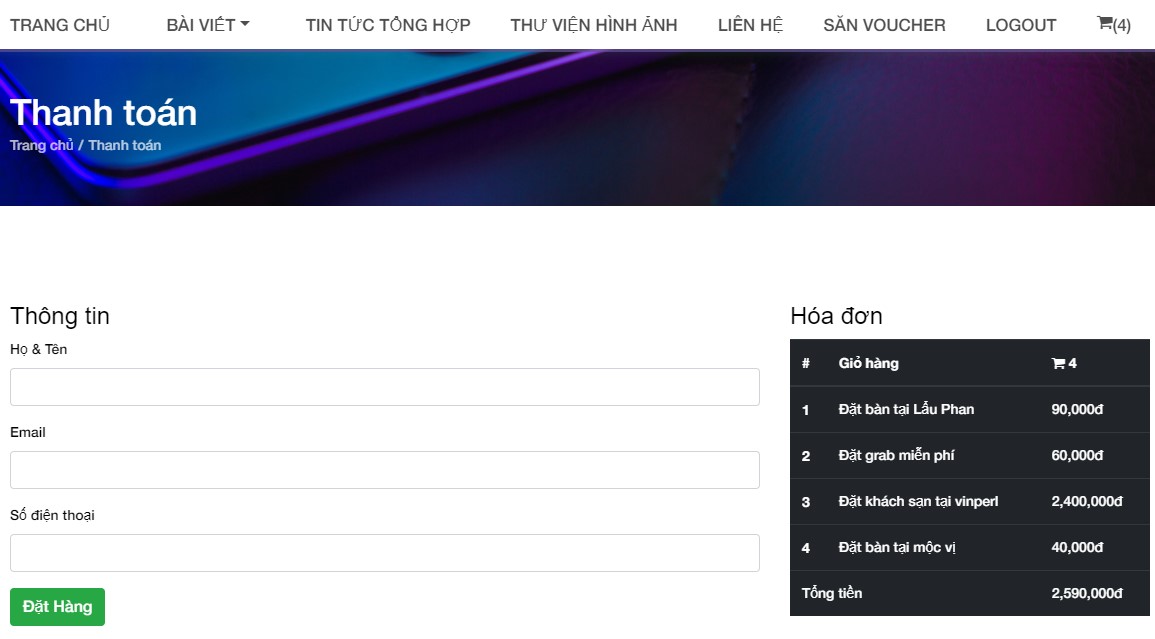 TRANG CHỦ BÀI VIẾT TIN TỨC TỔNG HỢP THƯ VIỆN HÌNH ẢNH LIÊN HỆ SĂN VOUCHER LOGOUT (4)
Thanh toán
Trang chủ / Thanh toán
Thông tin
Họ & Tên
Email
Số điện thoại
Đặt Hàng
Hóa đơn
# Giỏ hàng 4
1 Đặt bàn tại Lẩu Phan 90,000đ
2 Đặt grab miễn phí 60,000đ
3 Đặt khách sạn tại vinperl 2,400,000đ
4 Đặt bàn tại mộc vị 40,000đ
Tổng tiền 2,590,000đ